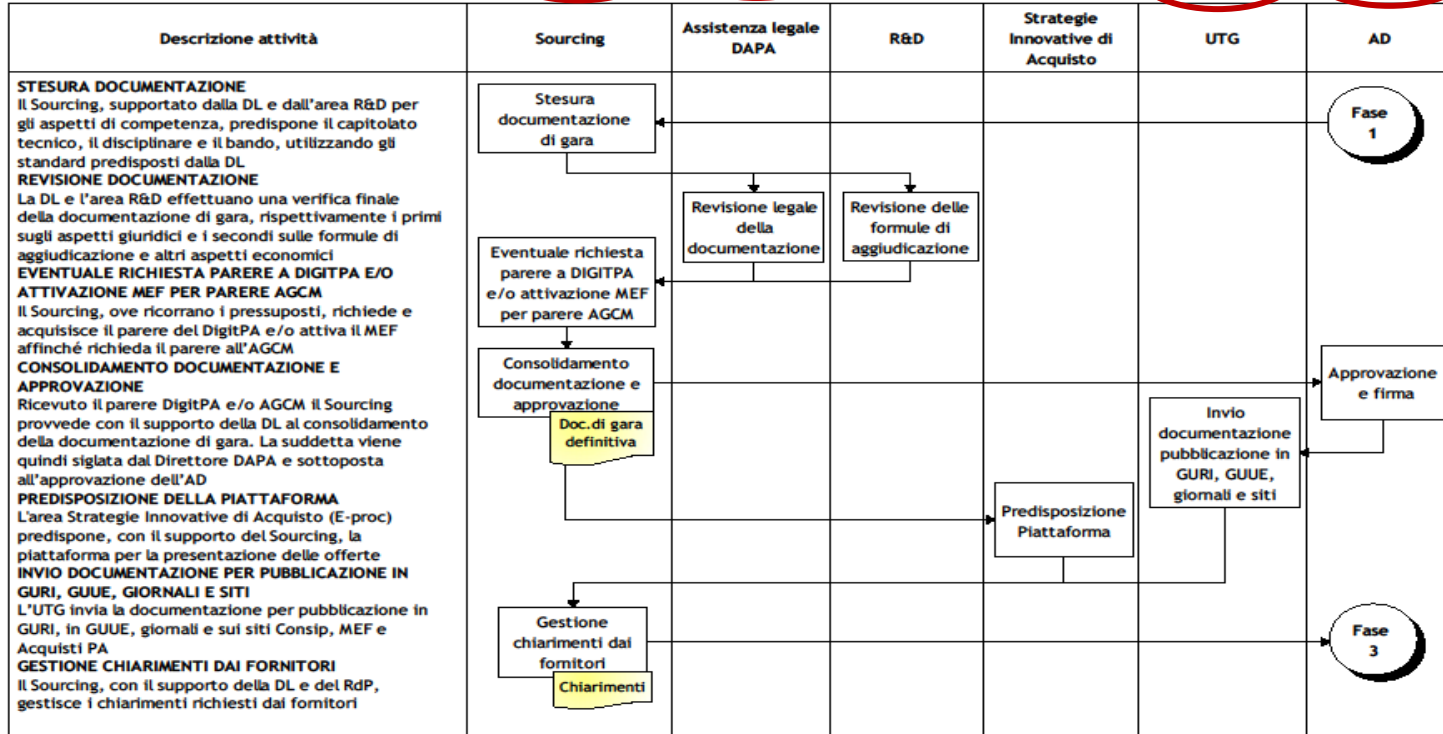 Descrizione attività
Sourcing
Assistenza legale
DAPA
R&D
Strategie
Innovative di
Acquisto
UTG
AD
STESURA DOCUMENTAZIONE
Il Sourcing, supportato dalla DL e dall'area R&D per
gli aspetti di competenza, predispone il capitolato
tecnico, il disciplinare e il bando, utilizzando gli
standard predisposti dalla DL
REVISIONE DOCUMENTAZIONE
La DL e l'area R&D effettuano una verifica finale
della documentazione di gara, rispettivamente i primi
sugli aspetti giuridici e i secondi sulle formule di
aggiudicazione e altri aspetti economici
EVENTUALE RICHIESTA PARERE A DIGITPA E/O
ATTIVAZIONE MEF PER PARERE AGCM
Il Sourcing, ove ricorrano i pressuposti, richiede e
acquisisce il parere del DigitPA e/o attiva il MEF
affinché richieda il parere all'AGCM
CONSOLIDAMENTO DOCUMENTAZIONE E
APPROVAZIONE
Ricevuto il parere DigitPA e/o AGCM il Sourcing
provvede con il supporto della DL al consolidamento
della documentazione di gara. La suddetta viene
quindi siglata dal Direttore DAPA e sottoposta
all'approvazione dell'AD
PREDISPOSIZIONE DELLA PIATTAFORMA
L'area Strategie Innovative di Acquisto (E-proc)
predispone, con il supporto del Sourcing, la
piattaforma per la presentazione delle offerte
INVIO DOCUMENTAZIONE PER PUBBLICAZIONE IN
GURI, GUUE, GIORNALI E SITI
L'UTG invia la documentazione per pubblicazione in
GURI, in GUUE, giornali e sui siti Consip, MEF e
Acquisti PA
GESTIONE CHIARIMENTI DAI FORNITORI
Il Sourcing, con il supporto della DL e del RdP,
gestisce i chiarimenti richiesti dai fornitori
Stesura
documentazione
di gara
Fase
1
Revisione legale
della
documentazione
Revisione delle
formule di
aggiudicazione
Eventuale richiesta
parere a DIGITPA
e/o attivazione MEF
per parere AGCM
Consolidamento
documentazione e
approvazione
Doc.di gara
definitiva
Approvazione
e firma
Invio
documentazione
pubblicazione in
GURI, GUUE,
giornali e siti
Predisposizione
Piattaforma
Gestione
chiarimenti dai
fornitori
Chiarimenti
Fase
3